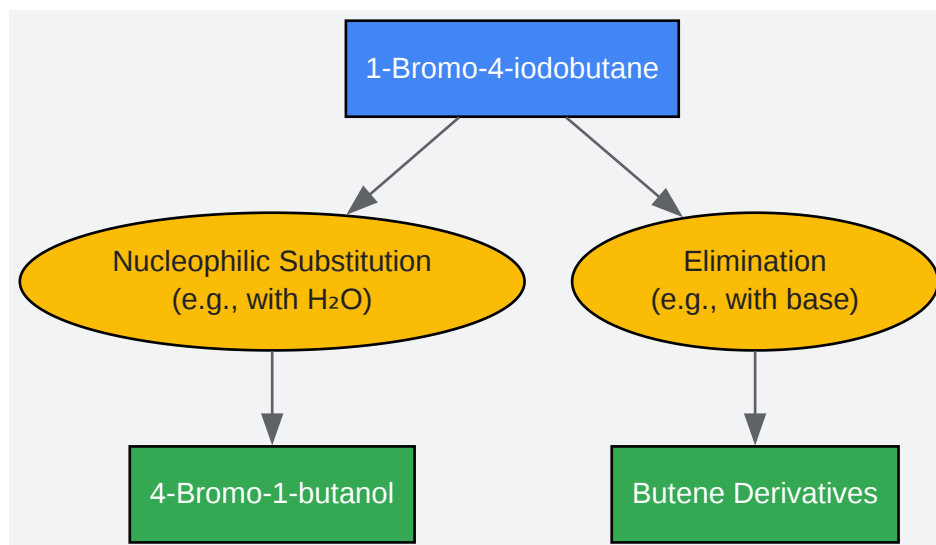 1-Bromo-4-iodobutane
Nucleophilic Substitution
(e.g., with H₂O)
Elimination
(e.g., with base)
4-Bromo-1-butanol
Butene Derivatives